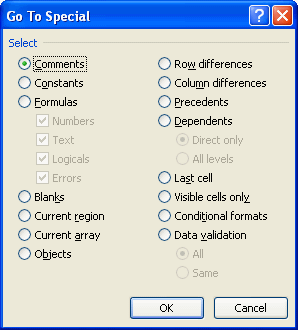 Go To Special
Select
Comments
Constants
Formulas
Numbers
Text
Logicals
Errors
Blanks
Current region
Current array
Objects
Row differences
Column differences
Precedents
Dependents
Direct only
All levels
Last cell
Visible cells only
Conditional formats
Data validation
All
Same
OK
Cancel